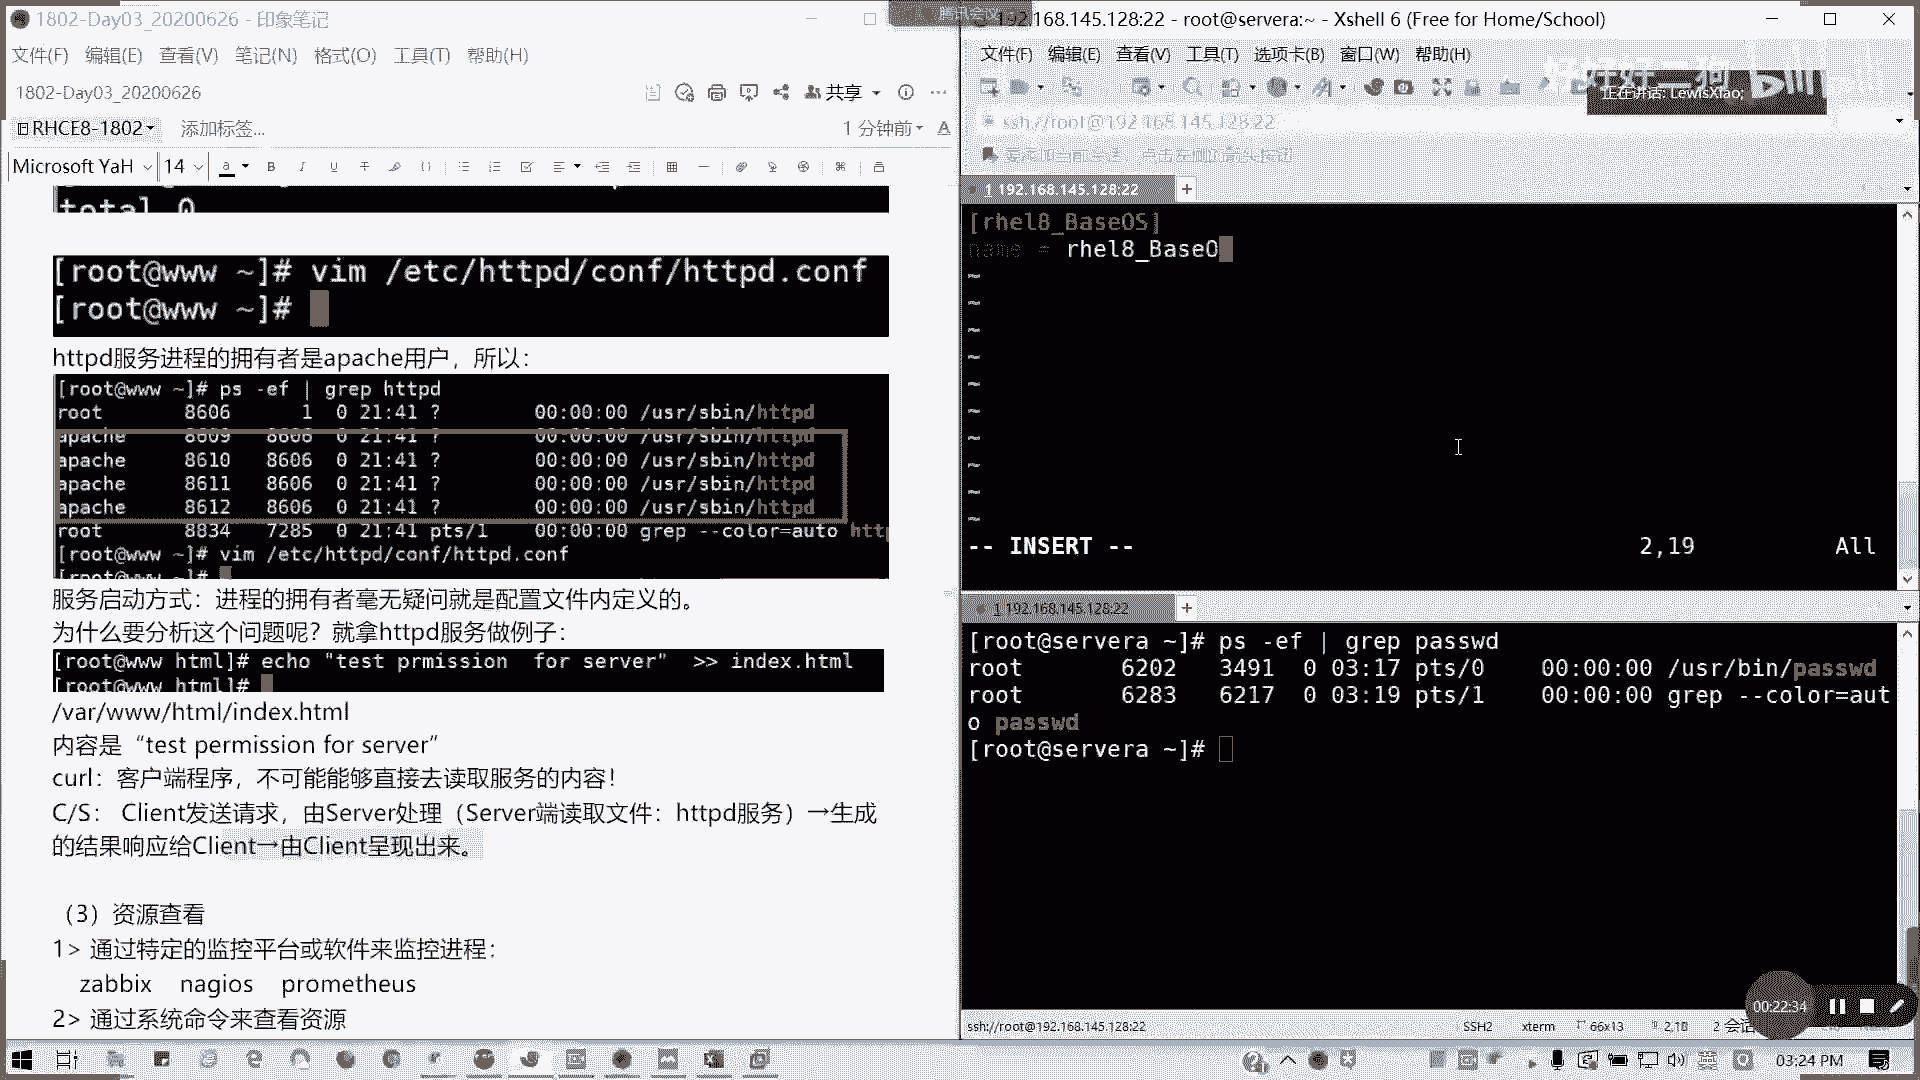 1802-Day03_20200626 - 印象笔记
文件(F) 编辑(E) 查看(V) 笔记(N) 格式(O) 工具(T) 帮助(H)
1802-Day03_20200626
共享
RHCE8-1802 添加标签...
1 分钟前
Microsoft YaH 14
total 0
[root@www ~]# vim /etc/httpd/conf/httpd.conf
[root@www ~]#
httpd服务进程的拥有者是apache用户，所以：
[root@www ~]# ps -ef | grep httpd
root 8606 1 0 21:41 ? 00:00:00 /usr/sbin/httpd
apache 8609 8606 0 21:41 ? 00:00:00 /usr/sbin/httpd
apache 8610 8606 0 21:41 ? 00:00:00 /usr/sbin/httpd
apache 8611 8606 0 21:41 ? 00:00:00 /usr/sbin/httpd
apache 8612 8606 0 21:41 ? 00:00:00 /usr/sbin/httpd
root 8834 7285 0 21:41 pts/1 00:00:00 grep --color=auto htt
[root@www ~]# vim /etc/httpd/conf/httpd.conf
[root@www ~]#
服务启动方式：进程的拥有者毫无疑问就是配置文件内定义的。
为什么要分析这个问题呢？就拿httpd服务做例子：
[root@www html]# echo "test prmission for server" >> index.html
[root@www html]#
/var/www/html/index.html
内容是“test permission for server”
curl：客户端程序，不可能能够直接去读取服务的内容！
C/S： Client发送请求，由Server处理（Server端读取文件：httpd服务）→生成
的结果响应给Client→由Client呈现出来。
（3）资源查看
1> 通过特定的监控平台或软件来监控进程：
zabbix nagios prometheus
2> 通过系统命令来查看资源
腾讯会议
192.168.145.128:22 - root@servera:~ - Xshell 6 (Free for Home/School)
文件(F) 编辑(E) 查看(V) 工具(T) 选项卡(B) 窗口(W) 帮助(H)
正在讲话: LewisXiao;
ssh://root@192.168.145.128:22
要添加当前会话，点击左侧的箭头按钮
1 192.168.145.128:22
[rhel8_BaseOS]
name = rhel8_BaseO
~
~
~
~
~
~
~
~
~
~
-- INSERT -- 2,19 All
1 192.168.145.128:22
[root@servera ~]# ps -ef | grep passwd
root 6202 3491 0 03:17 pts/0 00:00:00 /usr/bin/passwd
root 6283 6217 0 03:19 pts/1 00:00:00 grep --color=aut
o passwd
[root@servera ~]#
00:22:34
ssh://root@192.168.145.128:22 SSH2 xterm 66x13 2 会话
03:24 PM